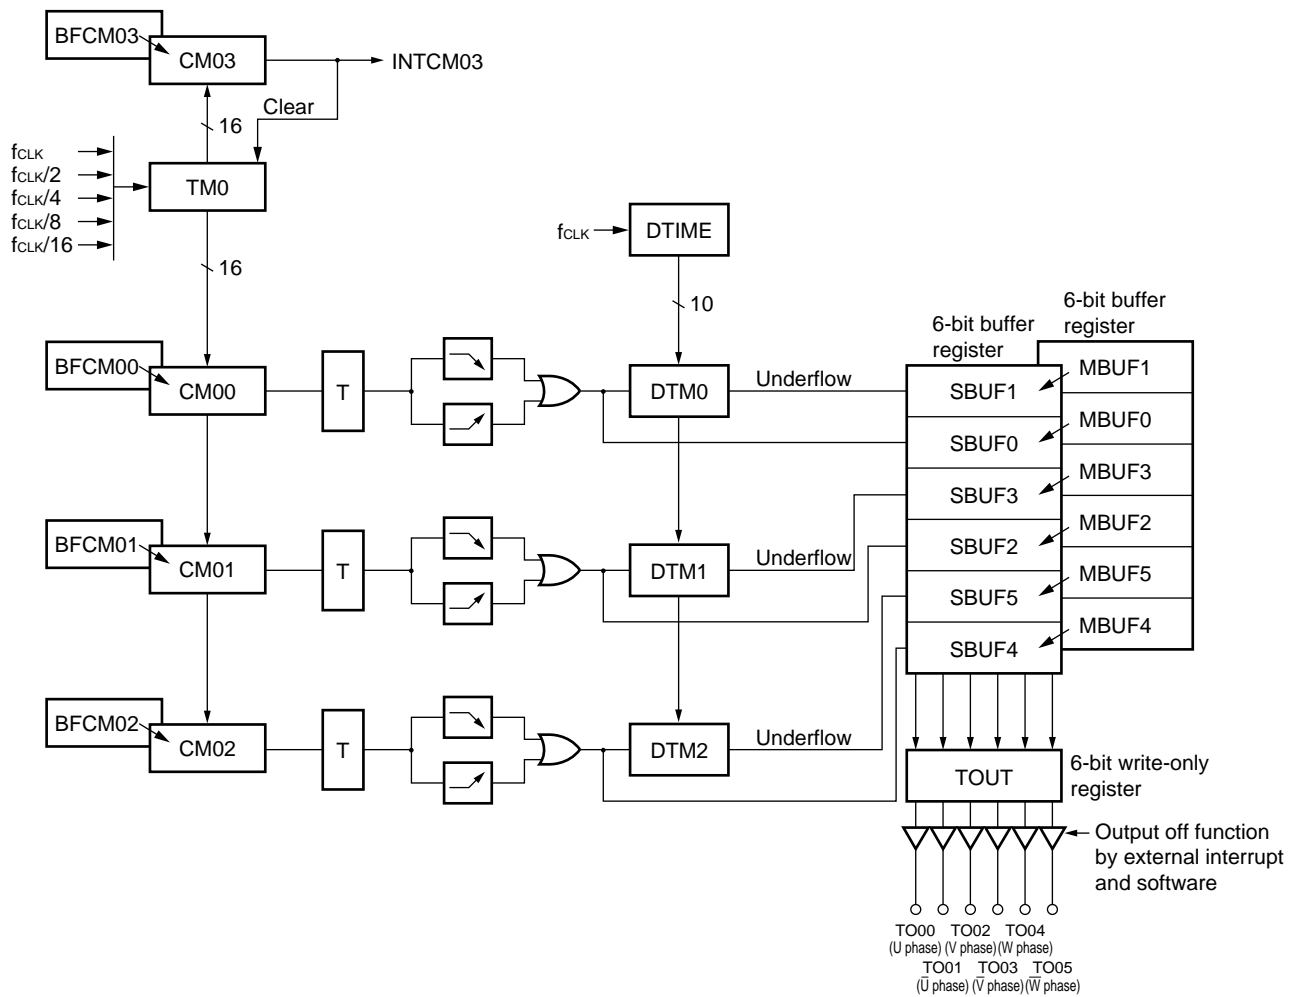 BFCM03
CM03
INTCM03
Clear
16
fCLK
fCLK/2
fCLK/4
fCLK/8
fCLK/16
TM0
16
fCLK
DTIME
10
6-bit buffer
register
6-bit buffer
register
BFCM00
CM00
T
DTM0
Underflow
SBUF1
MBUF1
SBUF0
MBUF0
SBUF3
MBUF3
BFCM01
CM01
T
DTM1
Underflow
SBUF2
MBUF2
SBUF5
MBUF5
SBUF4
MBUF4
BFCM02
CM02
T
DTM2
Underflow
TOUT
6-bit write-only
register
Output off function
by external interrupt
and software
TO00 TO02 TO04
(U phase) (V phase) (W phase)
TO01 TO03 TO05
(U̅ phase) (V̅ phase) (W̅ phase)